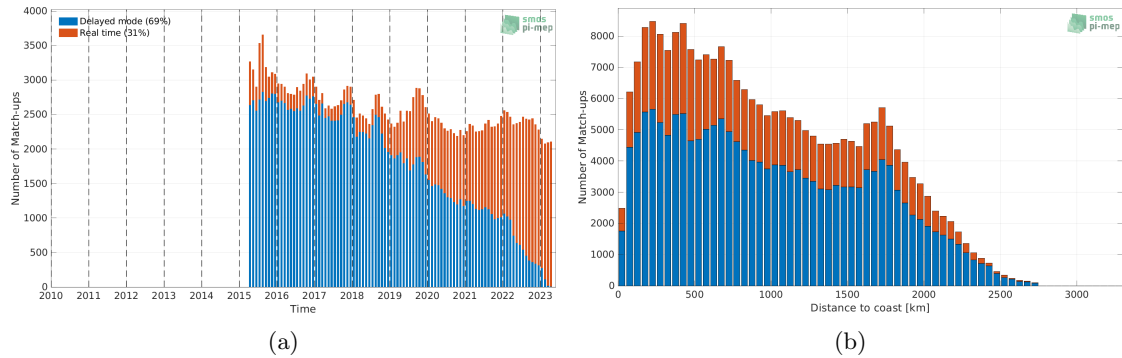 4000
3500
3000
2500
2000
1500
1000
500
0
Number of Match-ups
Delayed mode (69%)
Real time (31%)
smos
pi-mep
2010 2011 2012 2013 2014 2015 2016 2017 2018 2019 2020 2021 2022 2023
Time
(a)
8000
7000
6000
5000
4000
3000
2000
1000
0
Number of Match-ups
smos
pi-mep
0 500 1000 1500 2000 2500 3000
Distance to coast [km]
(b)